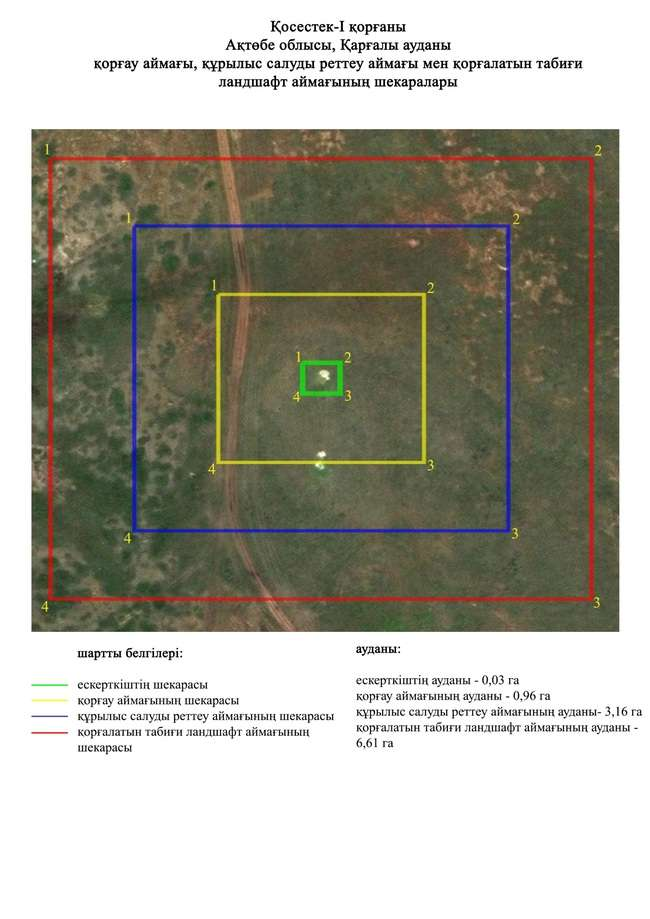 Қосестек-I қорғаны
Ақтөбе облысы, Қарғалы ауданы
қорғау аймағы, құрылыс салуды реттеу аймағы мен қорғалатын табиғи
ландшафт аймағының шекаралары
1 2
1 2
1 2
1 2
4 3
4 3
4 3
4 3
шартты белгілері:
ескерткіштің шекарасы
қорғау аймағының шекарасы
құрылыс салуды реттеу аймағының шекарасы
қорғалатын табиғи ландшафт аймағының
шекарасы
ауданы:
ескерткіштің ауданы - 0,03 га
қорғау аймағының ауданы - 0,96 га
құрылыс салуды реттеу аймағының ауданы- 3,16 га
қорғалатын табиғи ландшафт аймағының ауданы -
6,61 га